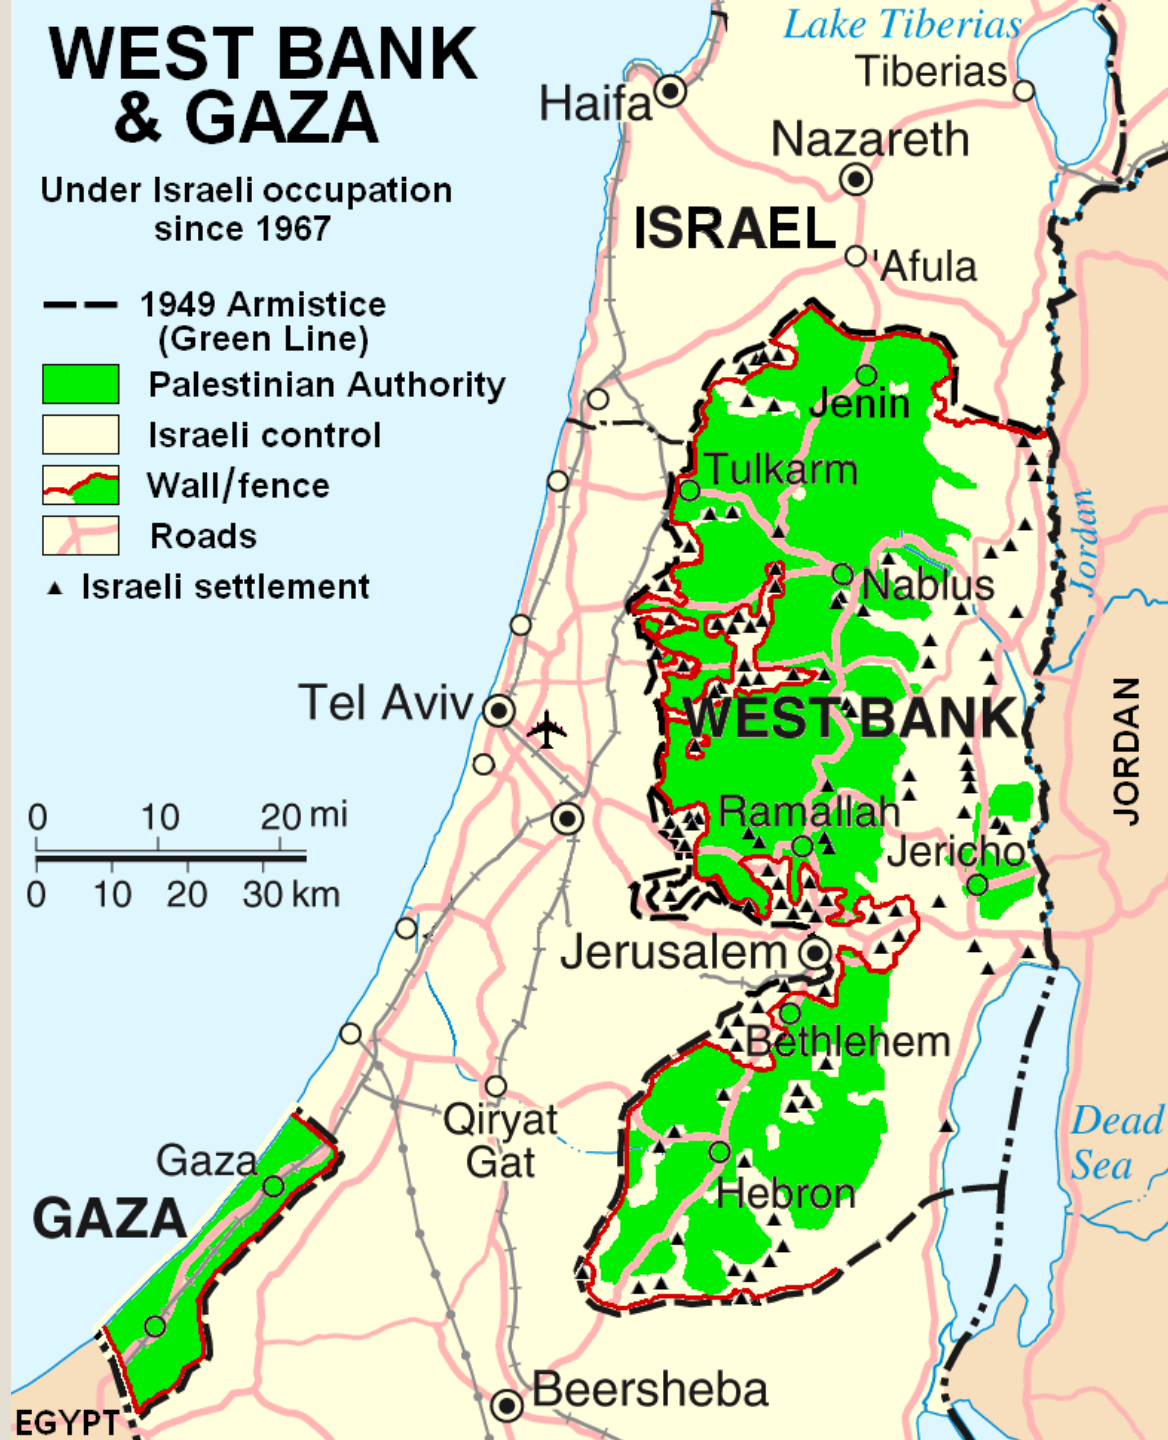 WEST BANK
& GAZA
Under Israeli occupation
since 1967
1949 Armistice
(Green Line)
Palestinian Authority
Israeli control
Wall/fence
Roads
Israeli settlement
Lake Tiberias
Tiberias
Haifa
Nazareth
ISRAEL
'Afula
Jenin
Tulkarm
Jordan
Nablus
Tel Aviv
WEST BANK
JORDAN
0 10 20 mi
0 10 20 30 km
Ramallah
Jericho
Jerusalem
Bethlehem
Qiryat
Gat
Dead
Sea
Gaza
GAZA
Hebron
Beersheba
EGYPT